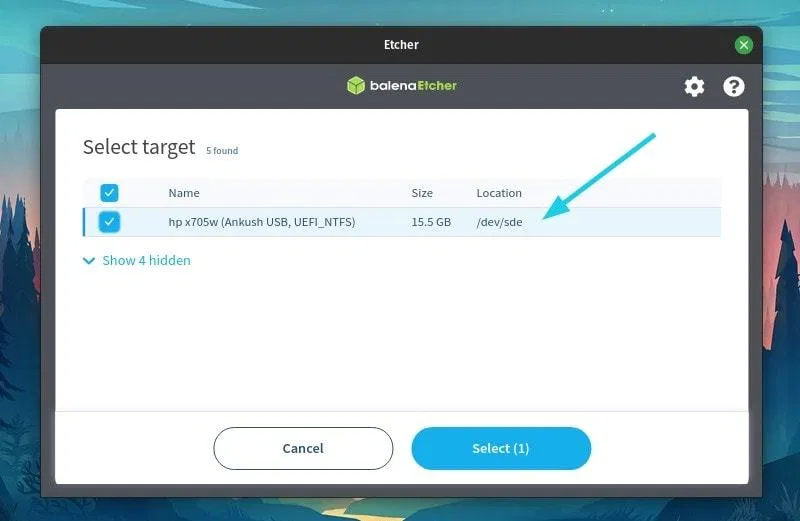 Etcher
balenaEtcher
Select target 5 found
Name Size Location
hp x705w (Ankush USB, UEFI_NTFS) 15.5 GB /dev/sde
Show 4 hidden
Cancel Select (1)